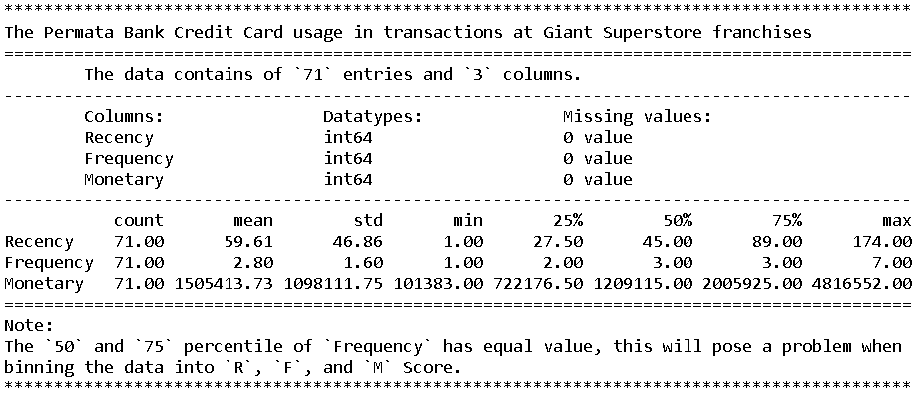 ********************************************************************************************
The Permata Bank Credit Card usage in transactions at Giant Superstore franchises
============================================================================================
        The data contains of `71` entries and `3` columns.
--------------------------------------------------------------------------------------------
        Columns:                Datatypes:              Missing values:
        Recency                 int64                   0 value
        Frequency               int64                   0 value
        Monetary                int64                   0 value
--------------------------------------------------------------------------------------------
           count       mean        std       min       25%        50%        75%        max
Recency    71.00      59.61      46.86      1.00     27.50      45.00      89.00     174.00
Frequency  71.00       2.80       1.60      1.00      2.00       3.00       3.00       7.00
Monetary   71.00 1505413.73 1098111.75 101383.00 722176.50 1209115.00 2005925.00 4816552.00
============================================================================================
Note:
The `50` and `75` percentile of `Frequency` has equal value, this will pose a problem when
binning the data into `R`, `F`, and `M` Score.
********************************************************************************************